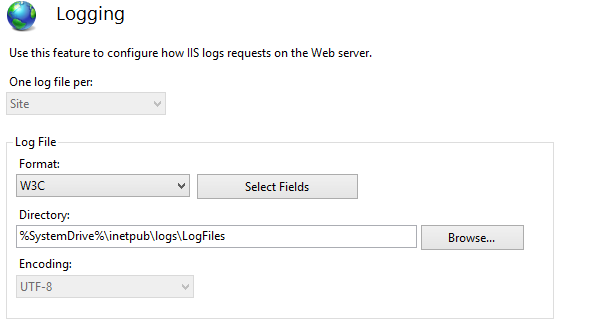 Logging
Use this feature to configure how IIS logs requests on the Web server.
One log file per:
Site
Log File
Format:
W3C
Select Fields
Directory:
%SystemDrive%\inetpub\logs\LogFiles
Browse...
Encoding:
UTF-8